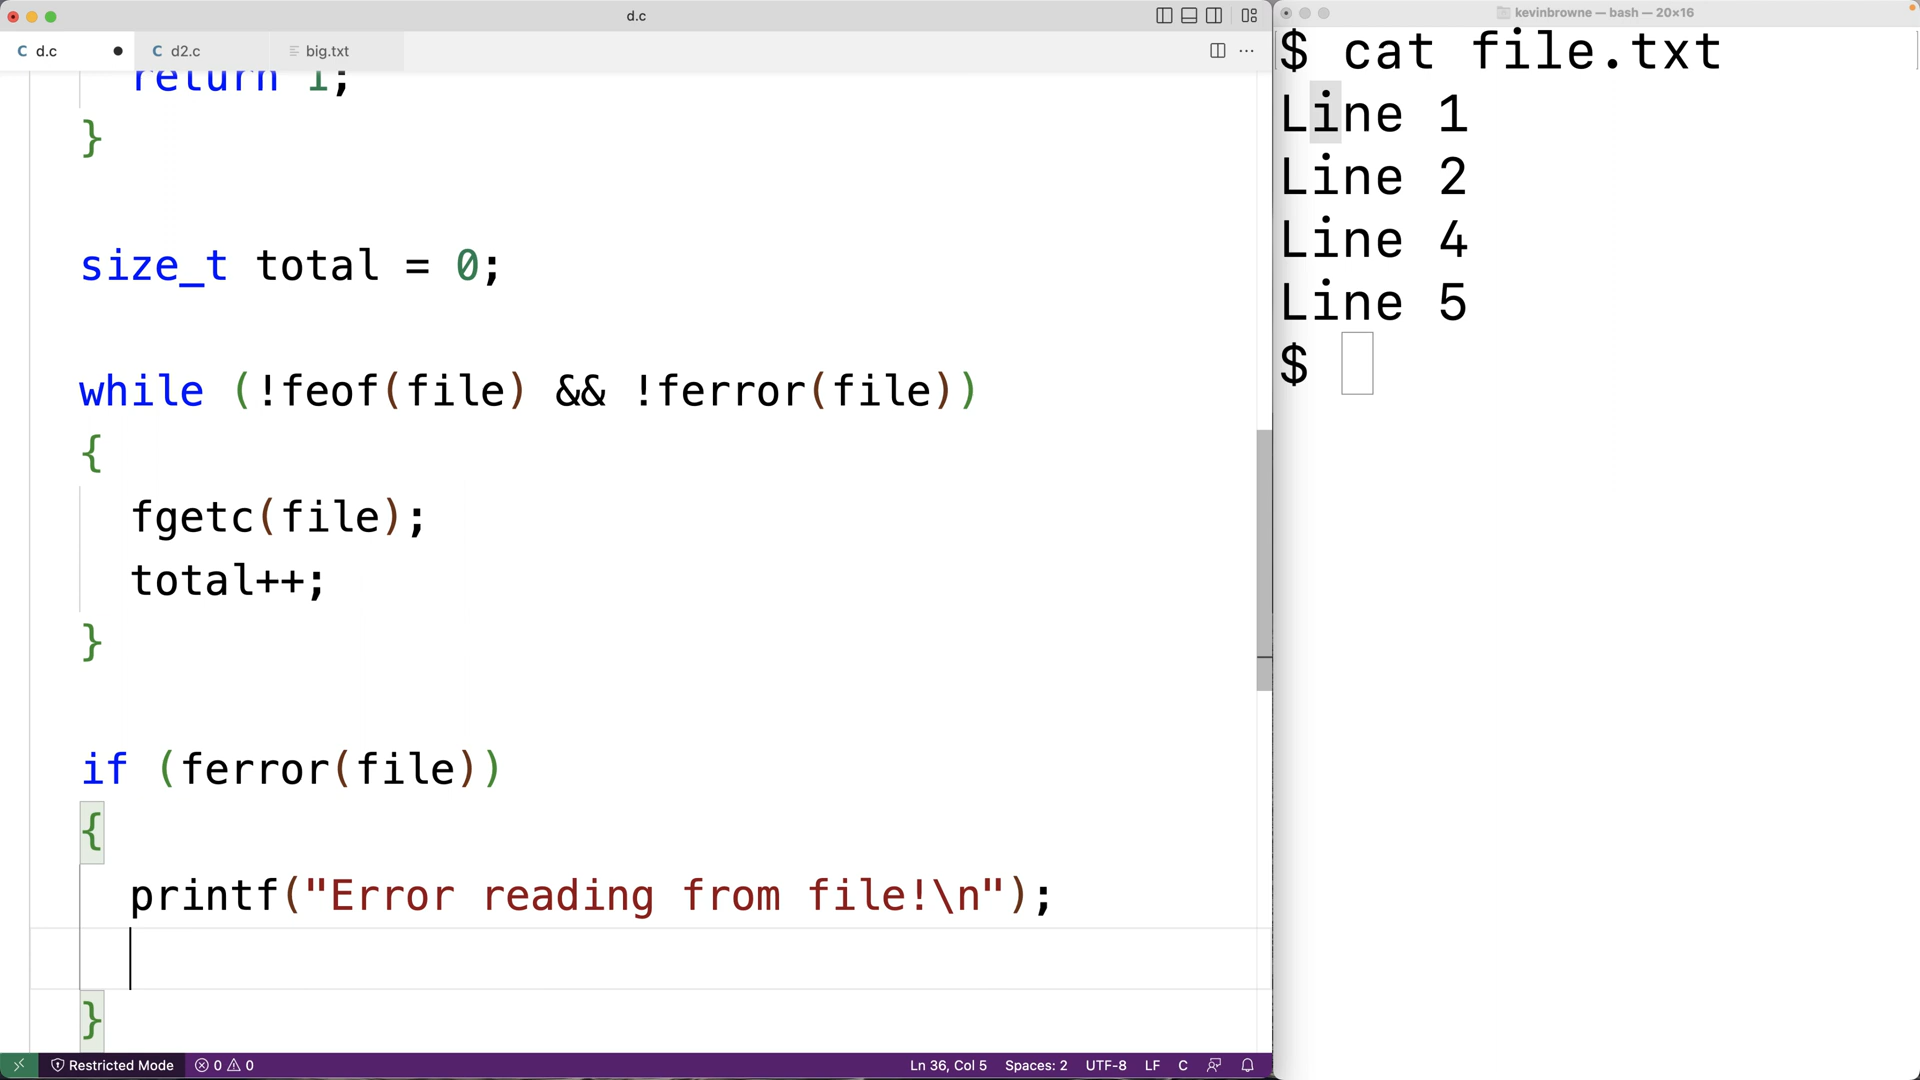 d.c
d.c
d2.c
big.txt
return 1;
}
size_t total = 0;
while (!feof(file) && !ferror(file))
{
fgetc(file);
total++;
}
if (ferror(file))
{
printf("Error reading from file!\n");
}
Restricted Mode
0
0
Ln 36, Col 5
Spaces: 2
UTF-8
LF
C
kevinbrowne — bash — 20×16
$ cat file.txt
Line 1
Line 2
Line 4
Line 5
$